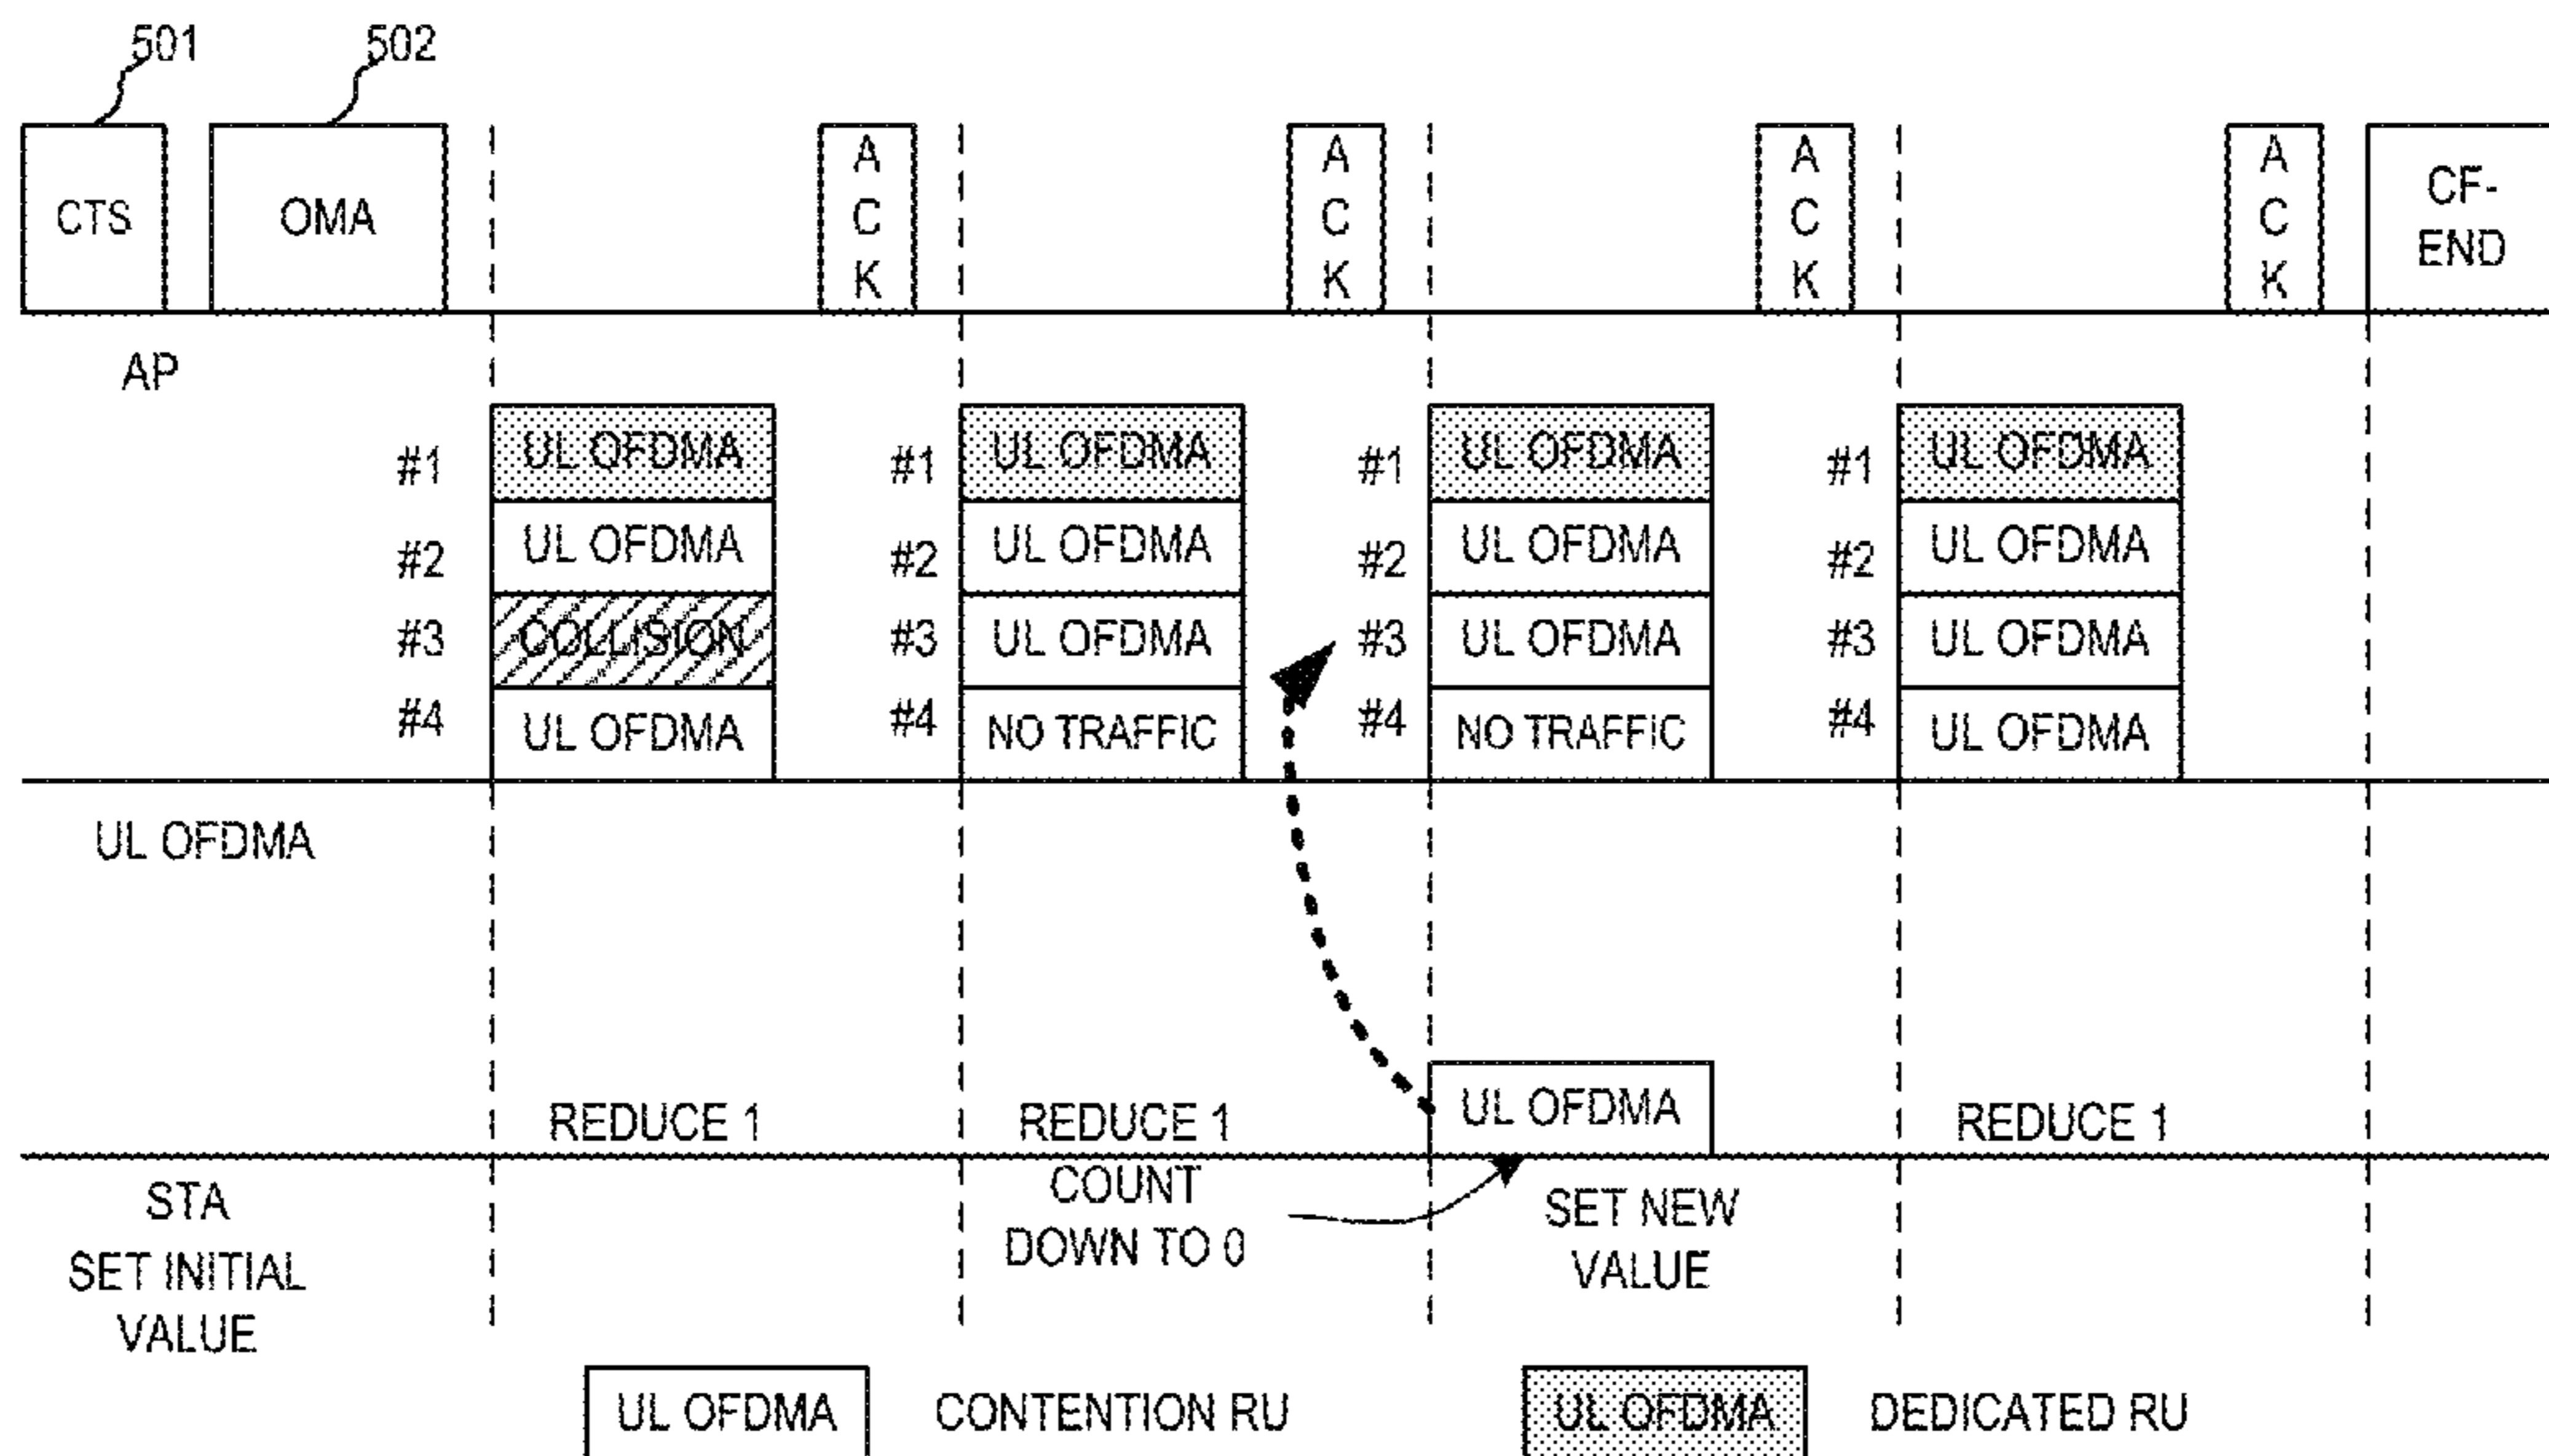 501
502
CTS
OMA
A
C
K
A
C
K
A
C
K
A
C
K
CF-
END
AP
#1
UL OFDMA
#1
UL OFDMA
#1
UL OFDMA
#1
UL OFDMA
#2
UL OFDMA
#2
UL OFDMA
#2
UL OFDMA
#2
UL OFDMA
#3
COLLISION
#3
UL OFDMA
#3
UL OFDMA
#3
UL OFDMA
#4
UL OFDMA
#4
NO TRAFFIC
#4
NO TRAFFIC
#4
UL OFDMA
UL OFDMA
REDUCE 1
REDUCE 1
UL OFDMA
REDUCE 1
STA
SET INITIAL
VALUE
COUNT
DOWN TO 0
SET NEW
VALUE
UL OFDMA
CONTENTION RU
UL OFDMA
DEDICATED RU